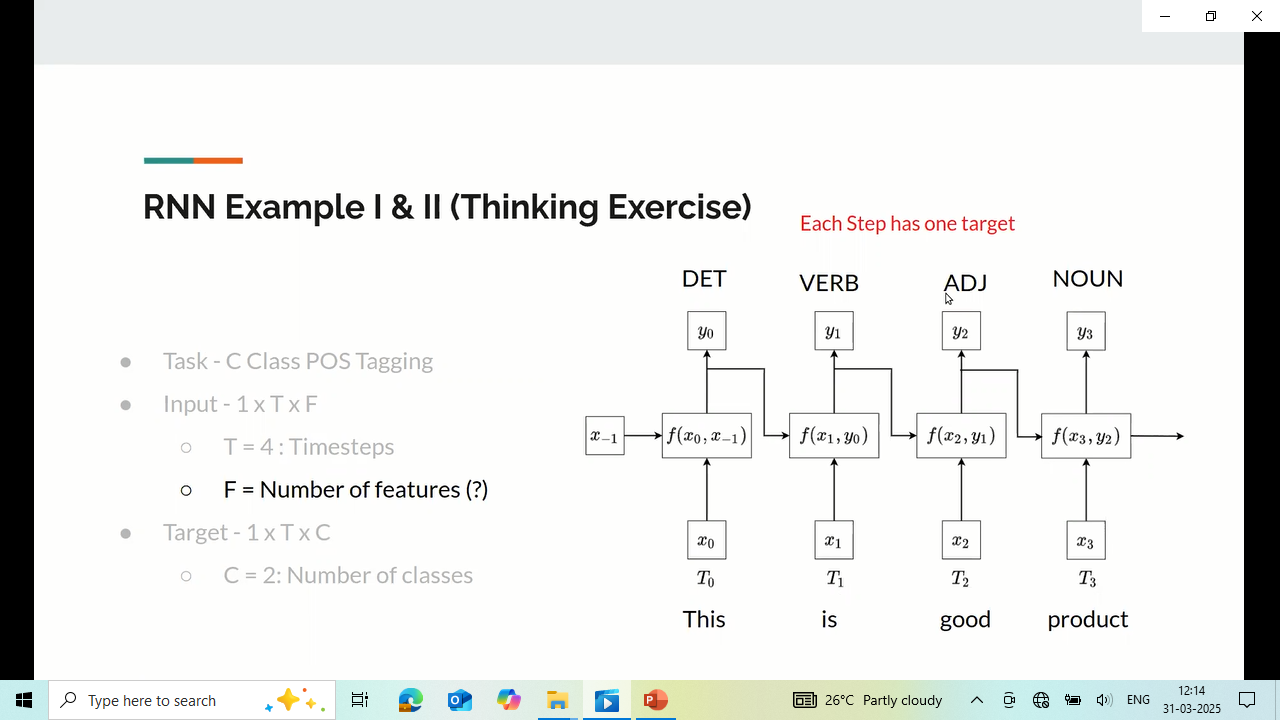 RNN Example I & II (Thinking Exercise)
Each Step has one target
● Task - C Class POS Tagging
● Input - 1 x T x F
○ T = 4 : Timesteps
○ F = Number of features (?)
● Target - 1 x T x C
○ C = 2: Number of classes
DET VERB ADJ NOUN
y₀ y₁ y₂ y₃
x₋₁ f(x₀, x₋₁) f(x₁, y₀) f(x₂, y₁) f(x₃, y₂)
x₀ x₁ x₂ x₃
T₀ T₁ T₂ T₃
This is good product
Type here to search
26°C Partly cloudy
ENG
12:14
31-03-2025